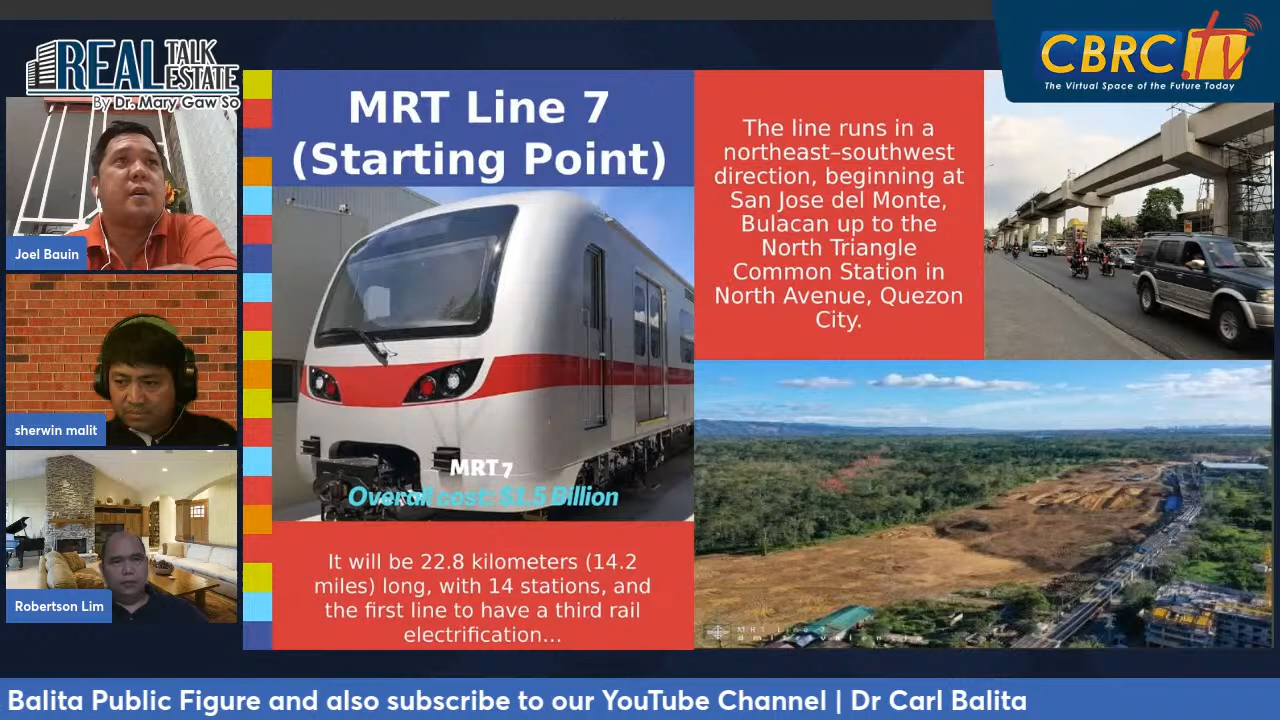 REAL TALK ESTATE
By Dr. Mary Gaw So
CBRC.tv
The Virtual Space of the Future Today
Joel Bauin
sherwin malit
Robertson Lim
MRT Line 7
(Starting Point)
MRT7
Overall cost: $1.5 Billion
It will be 22.8 kilometers (14.2
miles) long, with 14 stations, and
the first line to have a third rail
electrification...
The line runs in a
northeast–southwest
direction, beginning at
San Jose del Monte,
Bulacan up to the
North Triangle
Common Station in
North Avenue, Quezon
City.
MRT Line 7
Balita Public Figure and also subscribe to our YouTube Channel | Dr Carl Balita